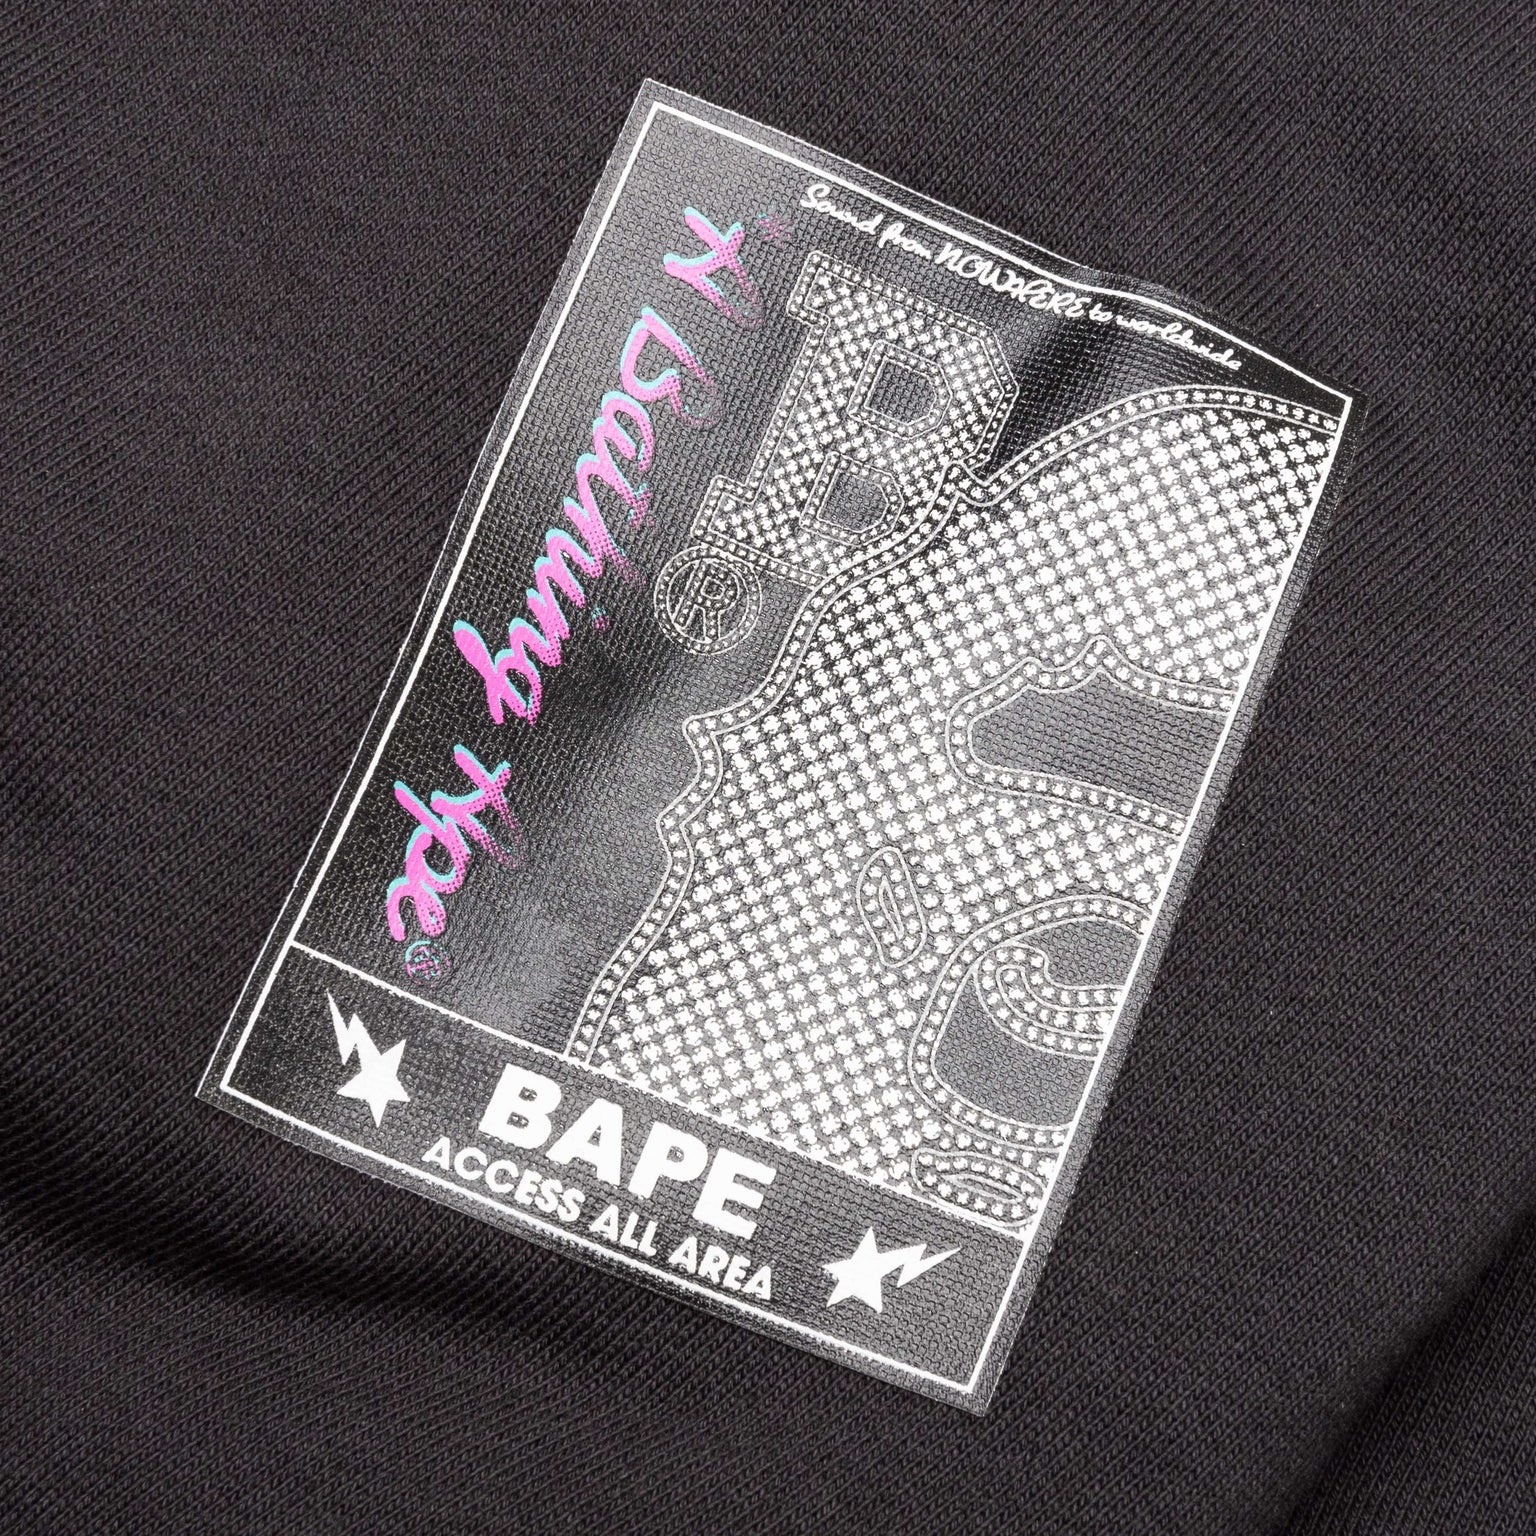 Sound from NOWHERE to worldwide
A Bathing Ape®
B
R
BAPE
ACCESS ALL AREA